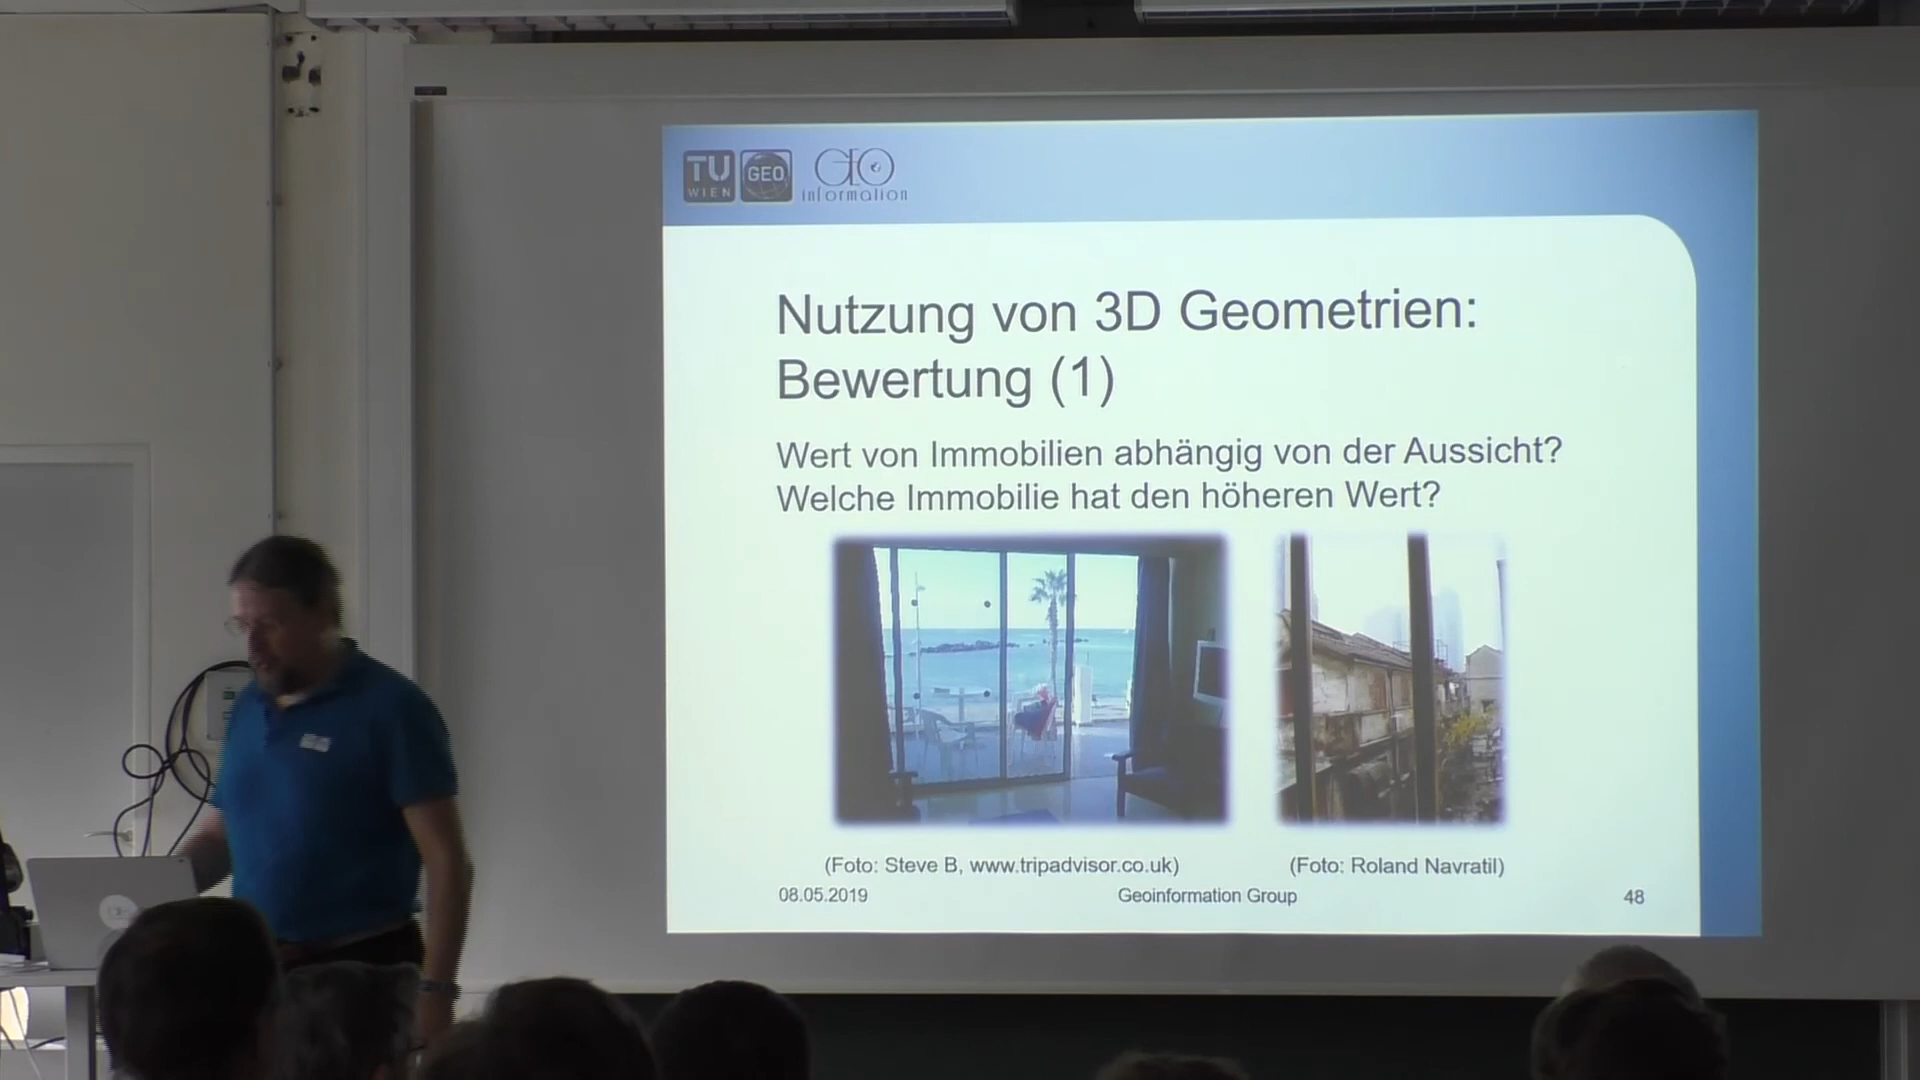 TU
WIEN
GEO
GEO
information
Nutzung von 3D Geometrien:
Bewertung (1)
Wert von Immobilien abhängig von der Aussicht?
Welche Immobilie hat den höheren Wert?
(Foto: Steve B, www.tripadvisor.co.uk)
(Foto: Roland Navratil)
08.05.2019
Geoinformation Group
48